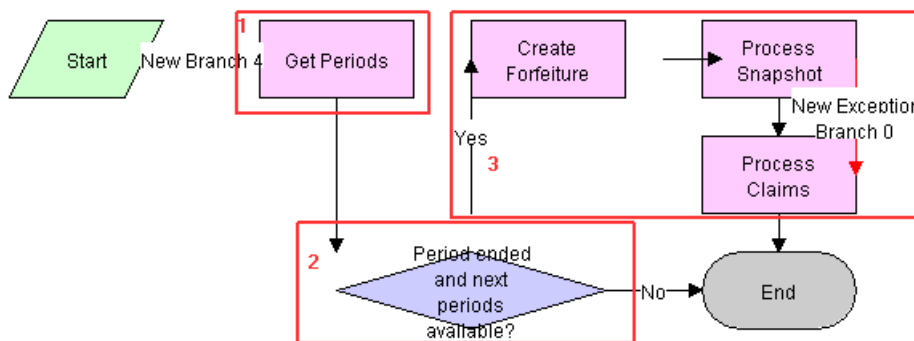 1
Start
New Branch 4
Get Periods
Create
Forfeiture
Process
Snapshot
New Exception
Branch 0
Yes
3
Process
Claims
2
Period ended
and next
periods
available?
No
End